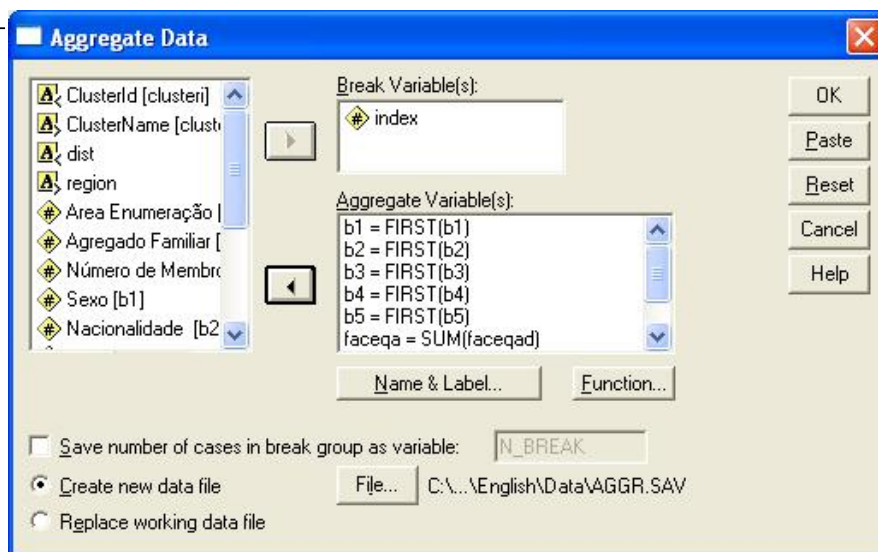 Aggregate Data
ClusterId [clusteri]
ClusterName [cluste
dist
region
Area Enumeração [
Agregado Familiar [
Número de Membro
Sexo [b1]
Nacionalidade [b2
Break Variable(s):
index
Aggregate Variable(s):
b1 = FIRST(b1)
b2 = FIRST(b2)
b3 = FIRST(b3)
b4 = FIRST(b4)
b5 = FIRST(b5)
faceqa = SUM(faceqad)
Name & Label...
Function...
OK
Paste
Reset
Cancel
Help
Save number of cases in break group as variable:
N_BREAK
Create new data file
File...
C:\...\English\Data\AGGR.SAV
Replace working data file